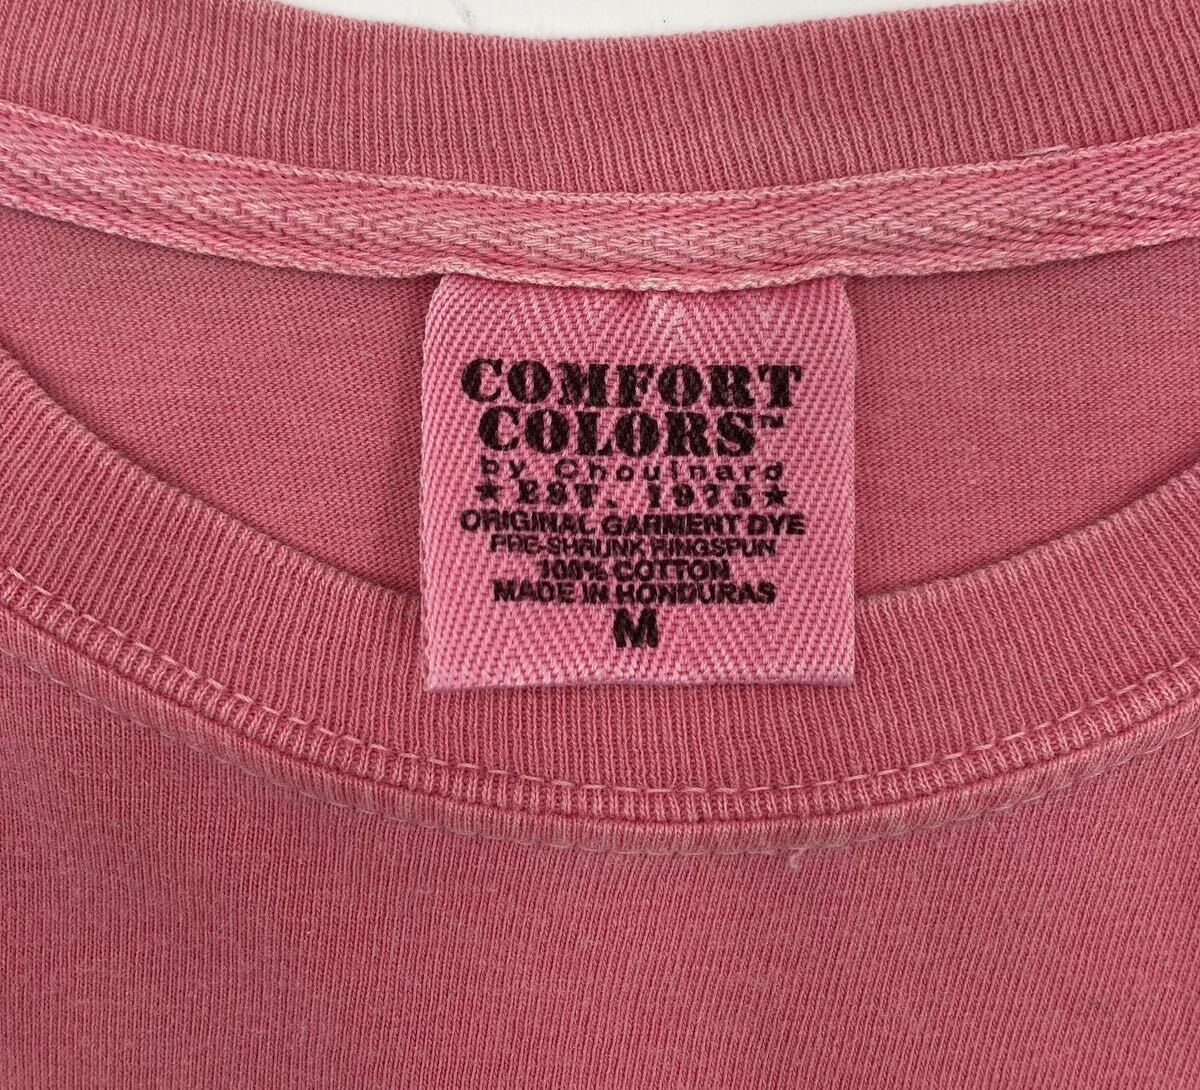 COMFORT
COLORS™
by Chouinard
★ EST. 1975 ★
ORIGINAL GARMENT DYE
PRE-SHRUNK RINGSPUN
100% COTTON
MADE IN HONDURAS
M